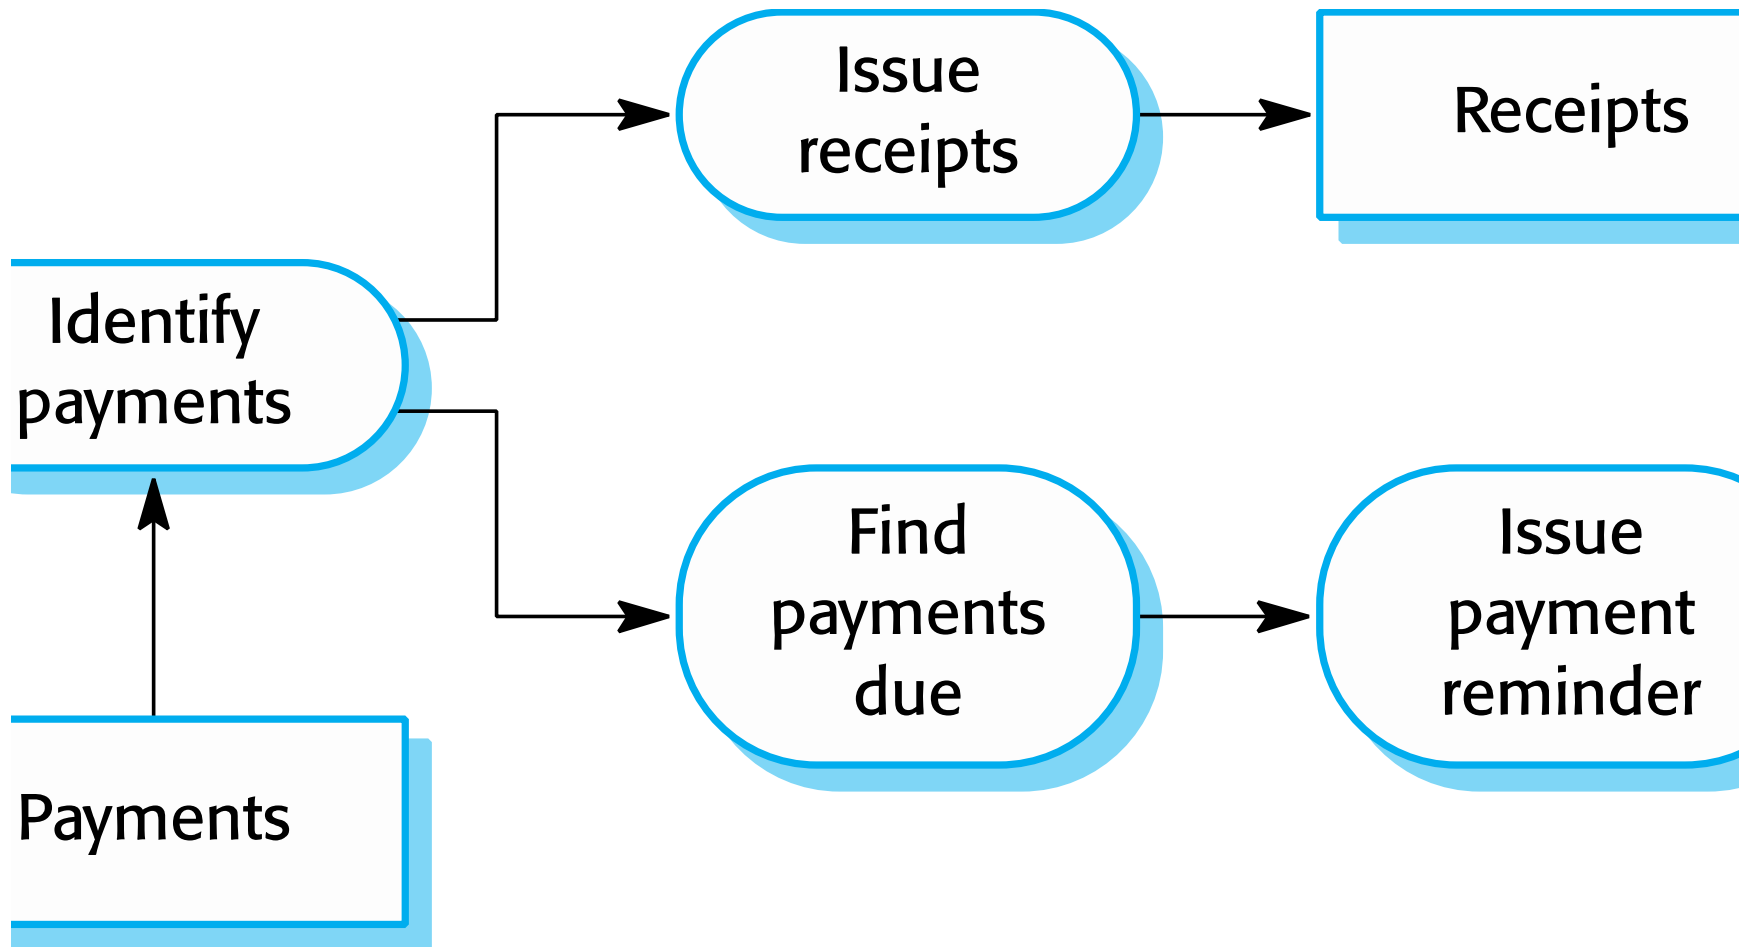 Issue
receipts
Receipts
Identify
payments
Find
payments
due
Issue
payment
reminder
Payments